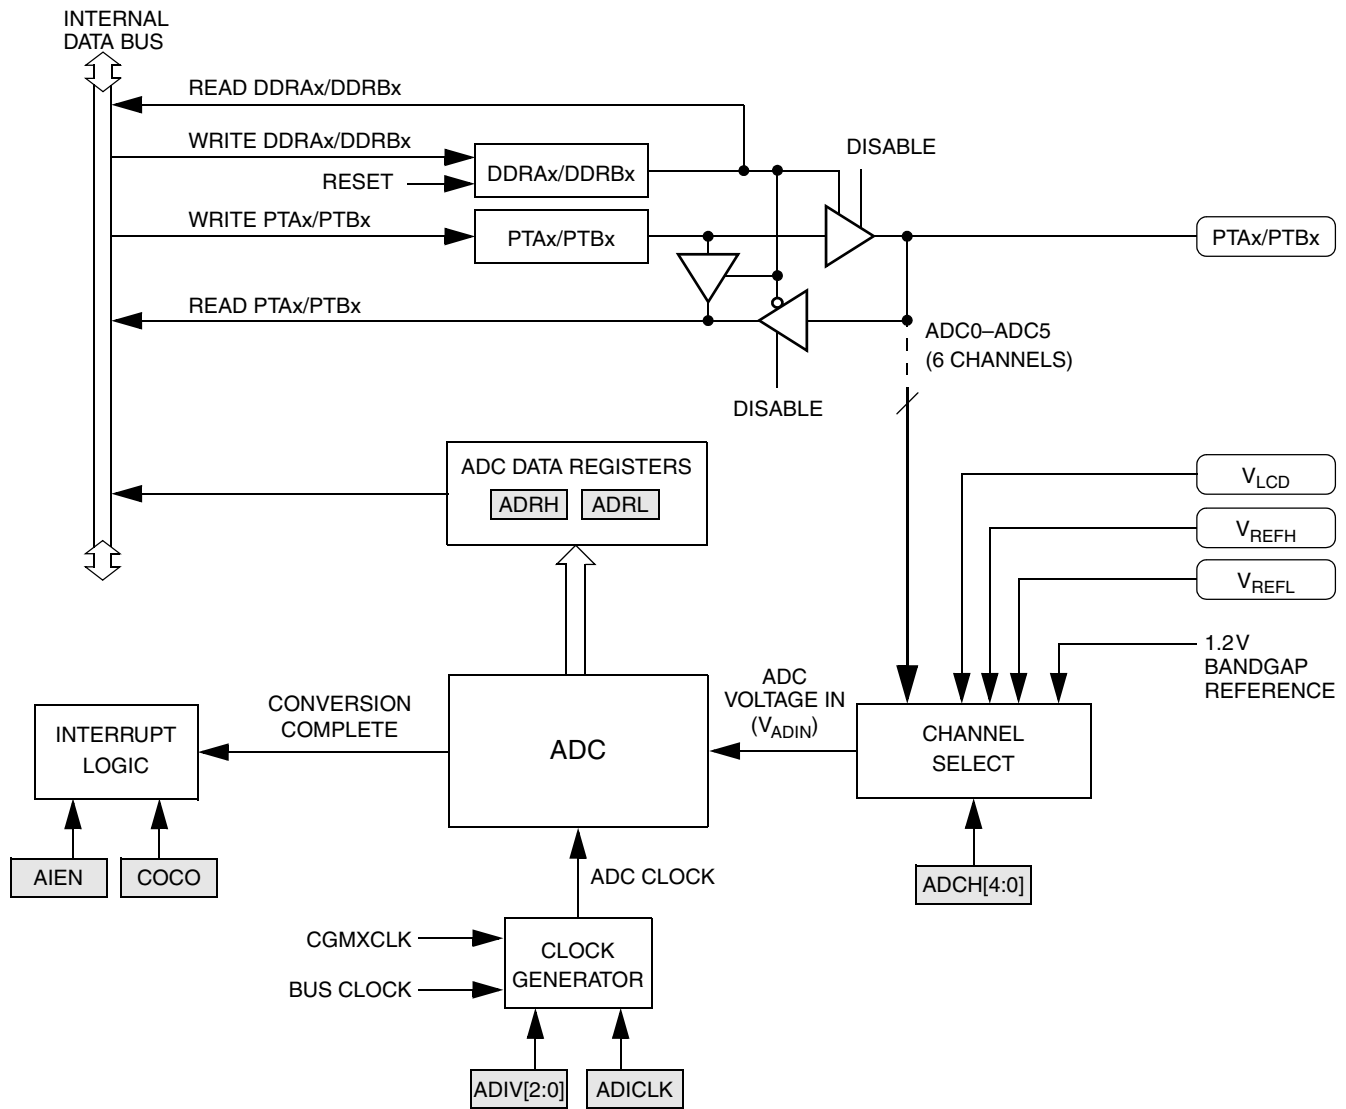 INTERNAL
DATA BUS
READ DDRAx/DDRBx
WRITE DDRAx/DDRBx
DISABLE
DDRAx/DDRBx
RESET
WRITE PTAx/PTBx
PTAx/PTBx
PTAx/PTBx
READ PTAx/PTBx
ADC0–ADC5
(6 CHANNELS)
DISABLE
ADC DATA REGISTERS
ADRH ADRL
VLCD
VREFH
VREFL
1.2V
BANDGAP
REFERENCE
ADC
VOLTAGE IN
(VADIN)
CONVERSION
COMPLETE
INTERRUPT
LOGIC
ADC
CHANNEL
SELECT
AIEN
COCO
ADC CLOCK
ADCH[4:0]
CGMXCLK
BUS CLOCK
CLOCK
GENERATOR
ADIV[2:0]
ADICLK